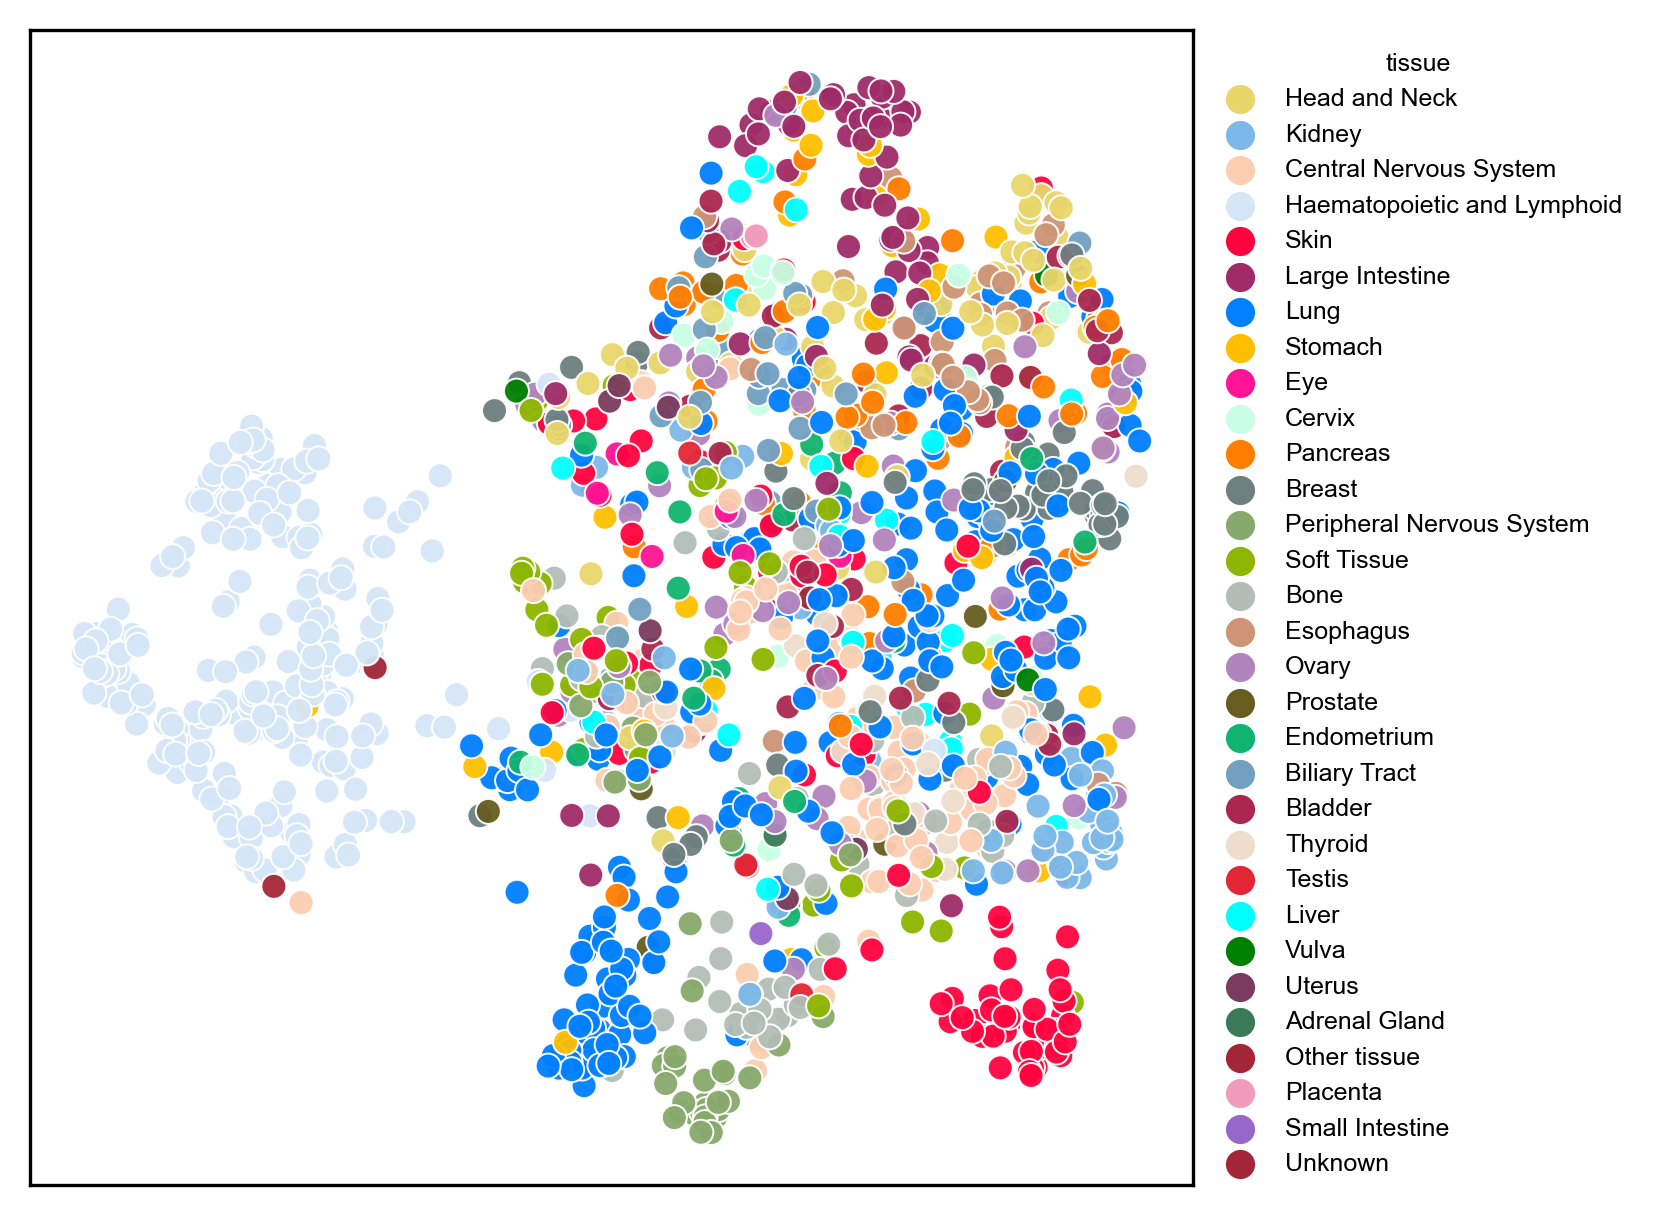 tissue
Head and Neck
Kidney
Central Nervous System
Haematopoietic and Lymphoid
Skin
Large Intestine
Lung
Stomach
Eye
Cervix
Pancreas
Breast
Peripheral Nervous System
Soft Tissue
Bone
Esophagus
Ovary
Prostate
Endometrium
Biliary Tract
Bladder
Thyroid
Testis
Liver
Vulva
Uterus
Adrenal Gland
Other tissue
Placenta
Small Intestine
Unknown